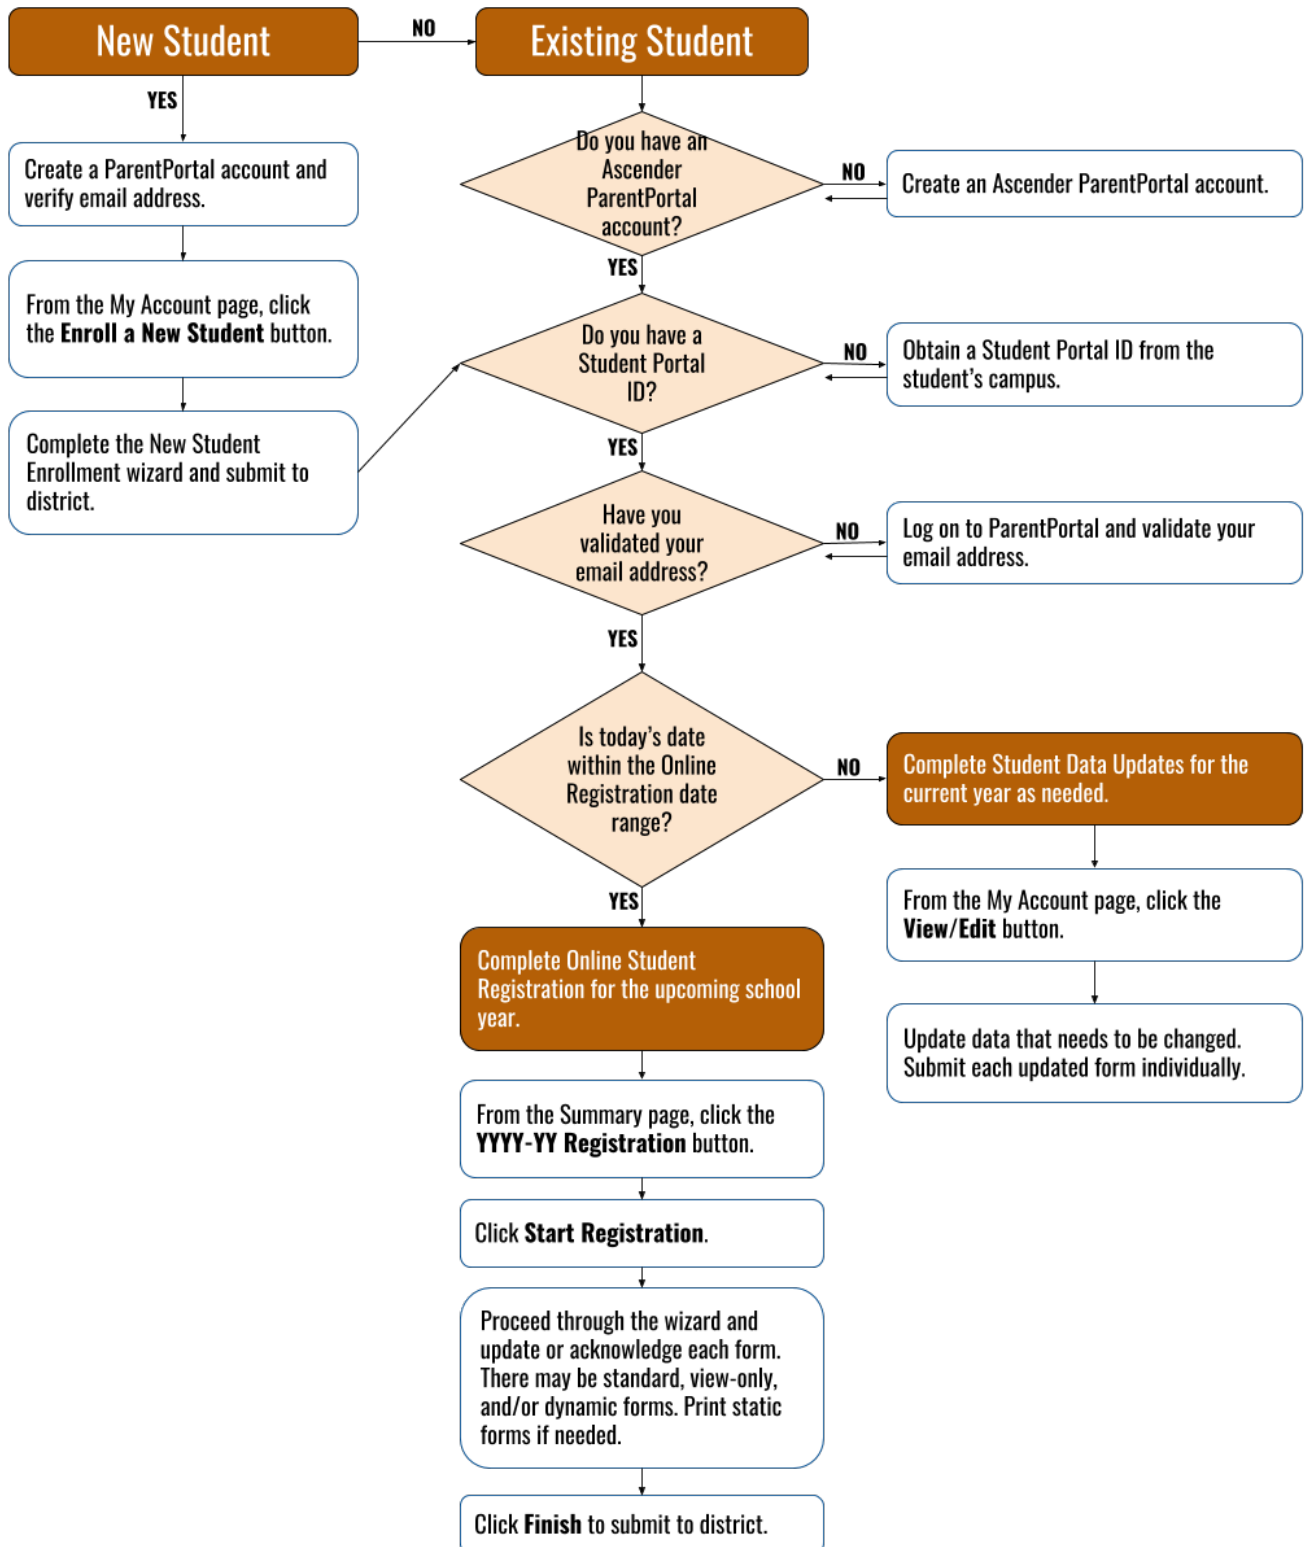 New Student
NO
Existing Student
YES
Create a ParentPortal account and
verify email address.
From the My Account page, click
the Enroll a New Student button.
Complete the New Student
Enrollment wizard and submit to
district.
Do you have an
Ascender
ParentPortal
account?
NO
Create an Ascender ParentPortal account.
YES
Do you have a
Student Portal
ID?
NO
Obtain a Student Portal ID from the
student's campus.
YES
Have you
validated your
email address?
NO
Log on to ParentPortal and validate your
email address.
YES
Is today's date
within the Online
Registration date
range?
NO
Complete Student Data Updates for the
current year as needed.
From the My Account page, click the
View/Edit button.
Update data that needs to be changed.
Submit each updated form individually.
YES
Complete Online Student
Registration for the upcoming school
year.
From the Summary page, click the
YYYY-YY Registration button.
Click Start Registration.
Proceed through the wizard and
update or acknowledge each form.
There may be standard, view-only,
and/or dynamic forms. Print static
forms if needed.
Click Finish to submit to district.